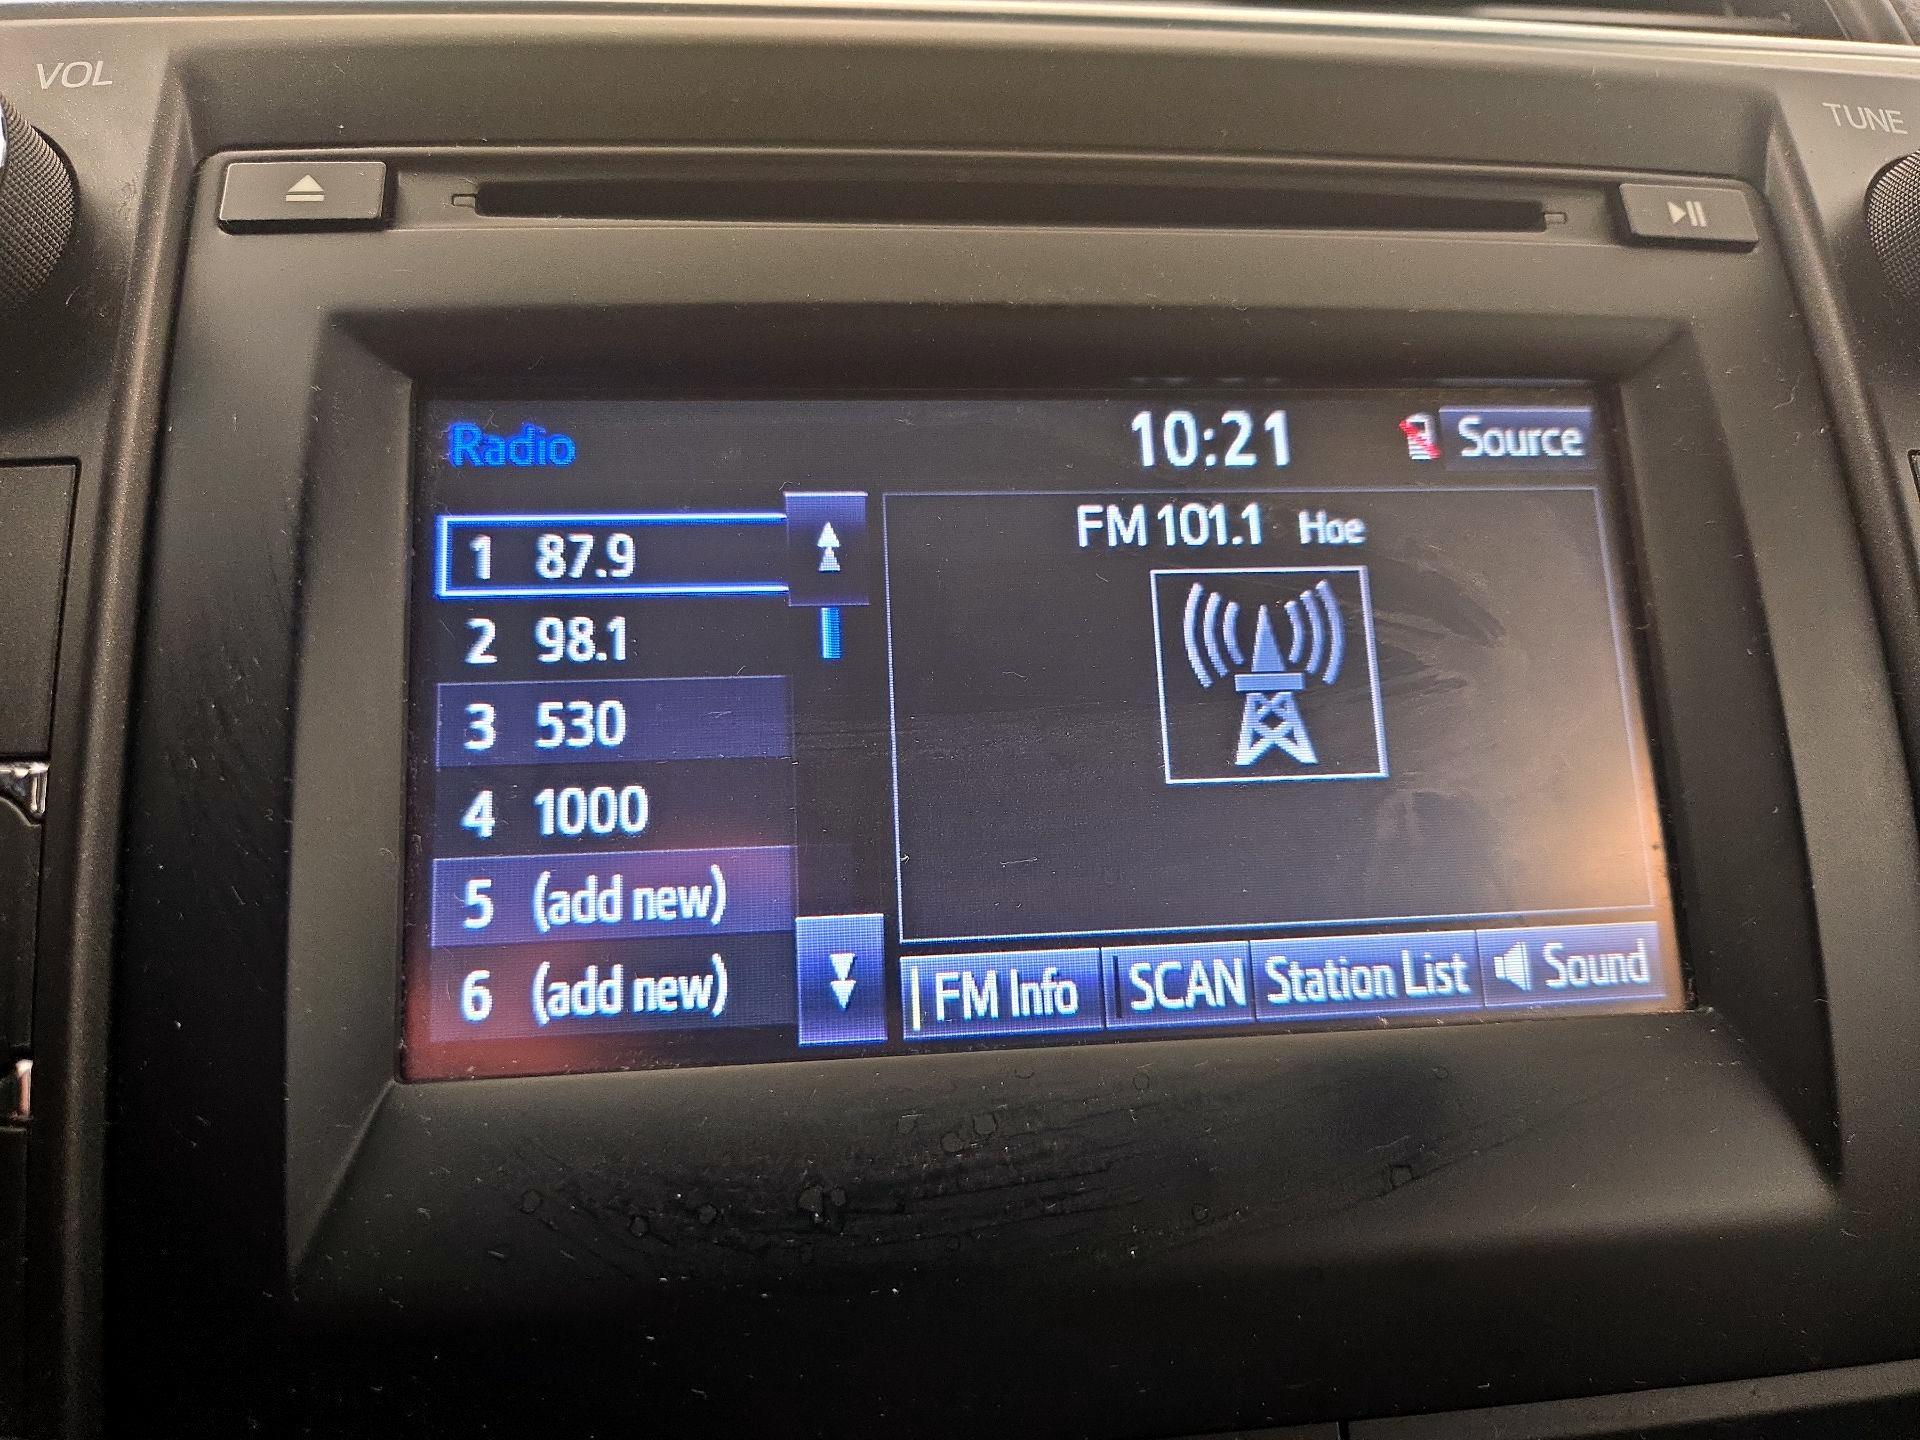 VOL
TUNE
Radio
10:21
Source
FM 101.1 Hoe
1 87.9
2 98.1
3 530
4 1000
5 (add new)
6 (add new)
FM Info
SCAN
Station List
Sound